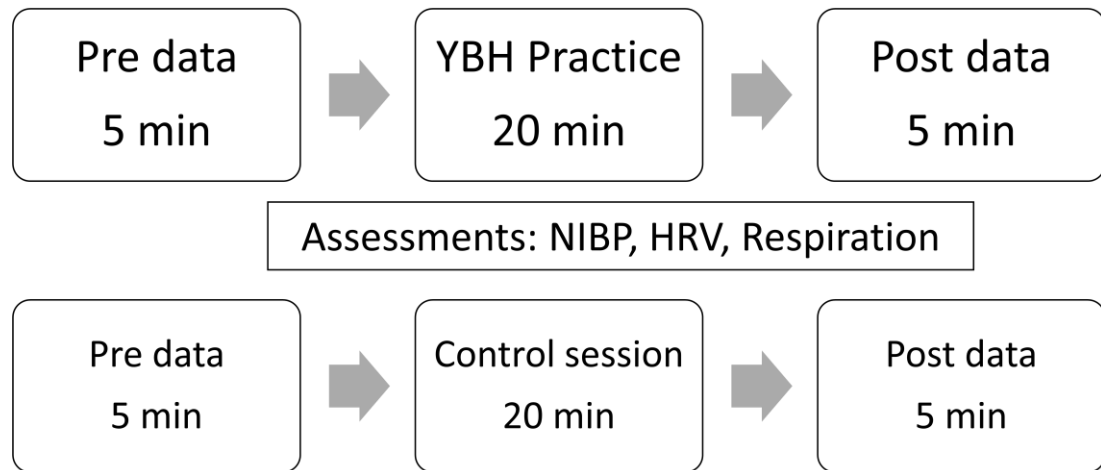 Pre data
5 min
YBH Practice
20 min
Post data
5 min
Assessments: NIBP, HRV, Respiration
Pre data
5 min
Control session
20 min
Post data
5 min